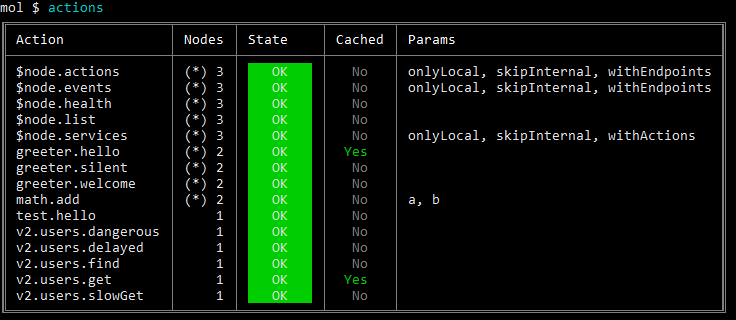 mol $ actions
Action Nodes State Cached Params
$node.actions (*) 3 OK No onlyLocal, skipInternal, withEndpoints
$node.events (*) 3 OK No onlyLocal, skipInternal, withEndpoints
$node.health (*) 3 OK No
$node.list (*) 3 OK No
$node.services (*) 3 OK No onlyLocal, skipInternal, withActions
greeter.hello (*) 2 OK Yes
greeter.silent (*) 2 OK No
greeter.welcome (*) 2 OK No
math.add (*) 2 OK No a, b
test.hello 1 OK No
v2.users.dangerous 1 OK No
v2.users.delayed 1 OK No
v2.users.find 1 OK No
v2.users.get 1 OK Yes
v2.users.slowGet 1 OK No